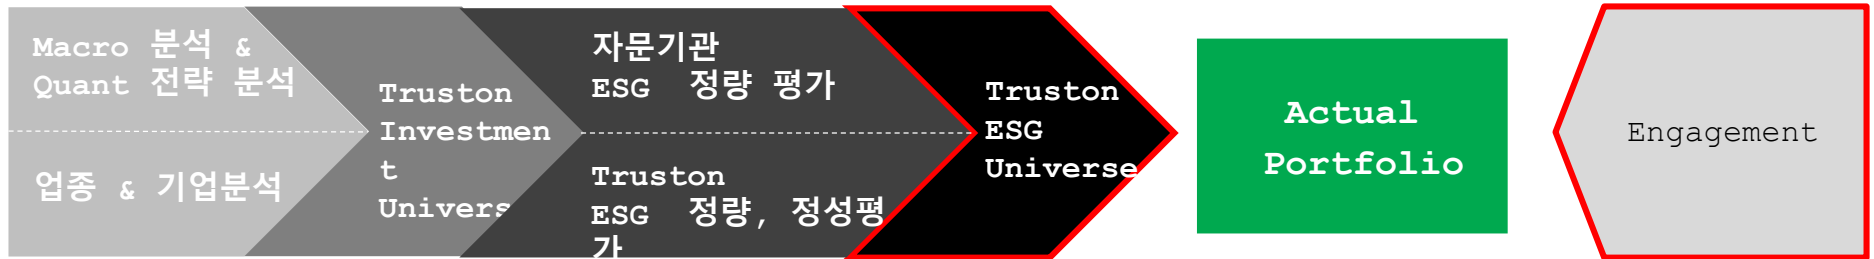 Macro 분석 &
Quant 전략 분석
업종 & 기업분석
Truston
Investmen
t
Univers
자문기관
ESG 정량 평가
Truston
ESG 정량, 정성평
가
Truston
ESG
Universe
Actual
Portfolio
Engagement